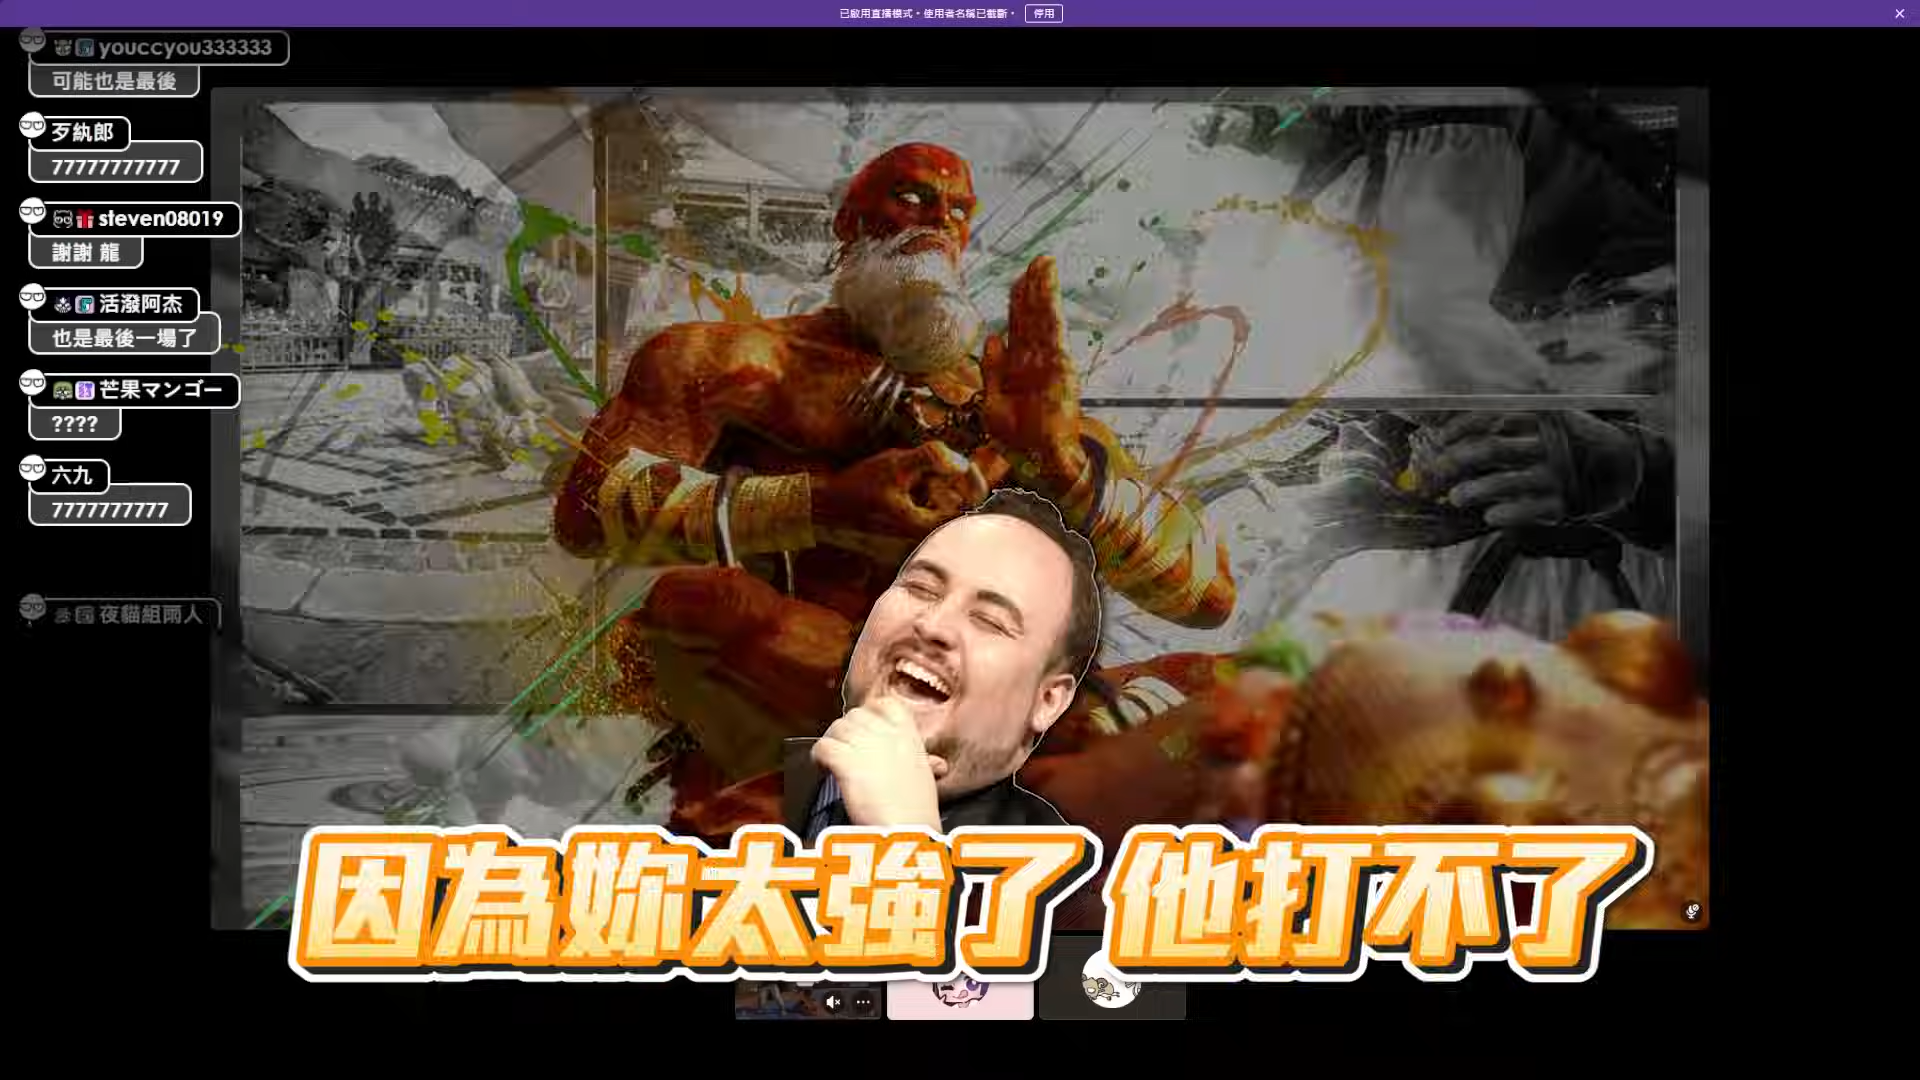 已啟用直播模式。使用者名稱已截斷。 停用
youccyou333333
可能也是最後
歹紈郎
77777777777
steven08019
謝謝 龍
活潑阿杰
也是最後一場了
芒果マンゴー
????
六九
7777777777
夜貓組雨人
因為妳太強了 他打不了